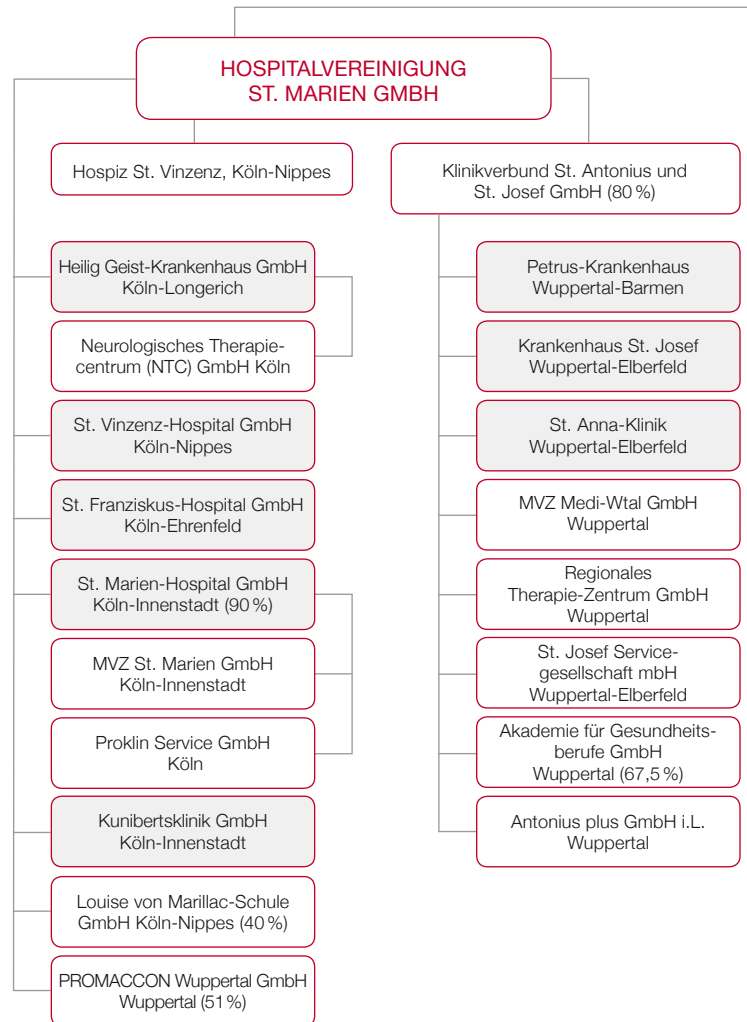 HOSPITALVEREINIGUNG
ST. MARIEN GMBH
Hospiz St. Vinzenz, Köln-Nippes
Klinikverbund St. Antonius und
St. Josef GmbH (80 %)
Heilig Geist-Krankenhaus GmbH
Köln-Longerich
Neurologisches Therapie-
centrum (NTC) GmbH Köln
St. Vinzenz-Hospital GmbH
Köln-Nippes
St. Franziskus-Hospital GmbH
Köln-Ehrenfeld
St. Marien-Hospital GmbH
Köln-Innenstadt (90 %)
MVZ St. Marien GmbH
Köln-Innenstadt
Proklin Service GmbH
Köln
Kunibertsklinik GmbH
Köln-Innenstadt
Louise von Marillac-Schule
GmbH Köln-Nippes (40 %)
PROMACCON Wuppertal GmbH
Wuppertal (51 %)
Petrus-Krankenhaus
Wuppertal-Barmen
Krankenhaus St. Josef
Wuppertal-Elberfeld
St. Anna-Klinik
Wuppertal-Elberfeld
MVZ Medi-Wtal GmbH
Wuppertal
Regionales
Therapie-Zentrum GmbH
Wuppertal
St. Josef Service-
gesellschaft mbH
Wuppertal-Elberfeld
Akademie für Gesundheits-
berufe GmbH
Wuppertal (67,5 %)
Antonius plus GmbH i.L.
Wuppertal